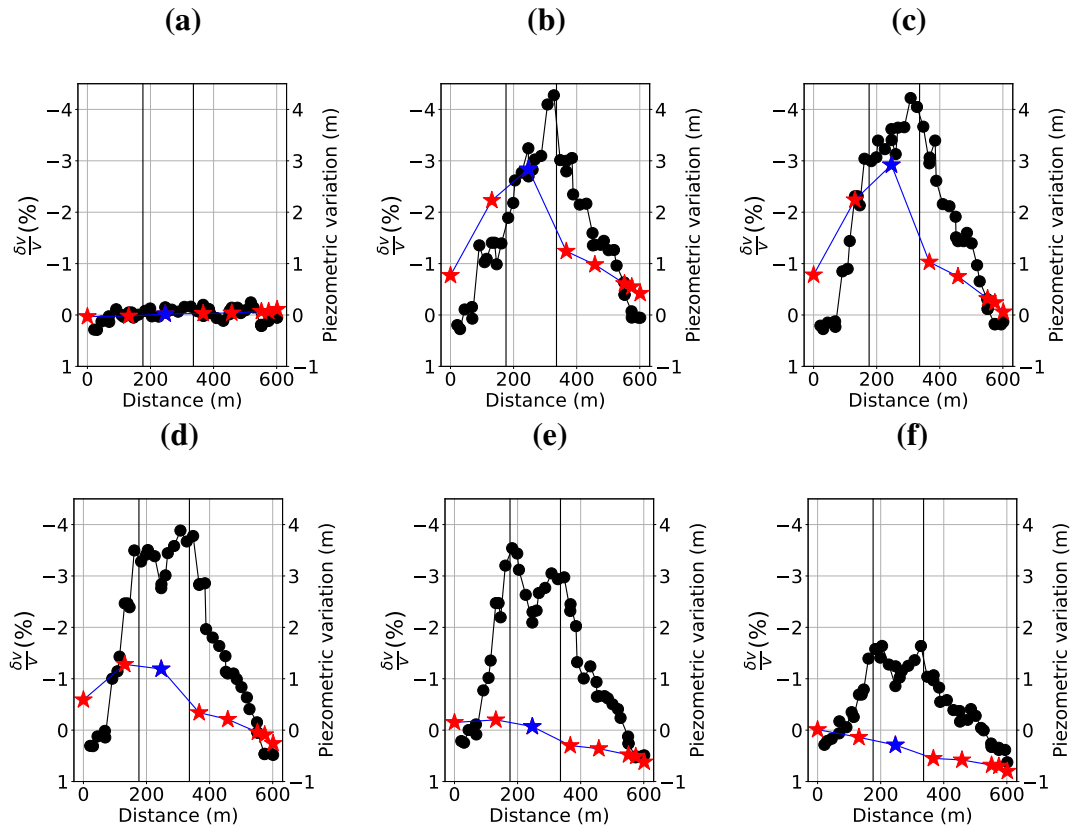 (a)
(b)
(c)
−4 −3 −2 −1 0 1
δv/v (%)
4 3 2 1 0 −1
Piezometric variation (m)
0 200 400 600
Distance (m)
−4 −3 −2 −1 0 1
δv/v (%)
4 3 2 1 0 −1
Piezometric variation (m)
0 200 400 600
Distance (m)
−4 −3 −2 −1 0 1
δv/v (%)
4 3 2 1 0 −1
Piezometric variation (m)
0 200 400 600
Distance (m)
(d)
(e)
(f)
−4 −3 −2 −1 0 1
δv/v (%)
4 3 2 1 0 −1
Piezometric variation (m)
0 200 400 600
Distance (m)
−4 −3 −2 −1 0 1
δv/v (%)
4 3 2 1 0 −1
Piezometric variation (m)
0 200 400 600
Distance (m)
−4 −3 −2 −1 0 1
δv/v (%)
4 3 2 1 0 −1
Piezometric variation (m)
0 200 400 600
Distance (m)